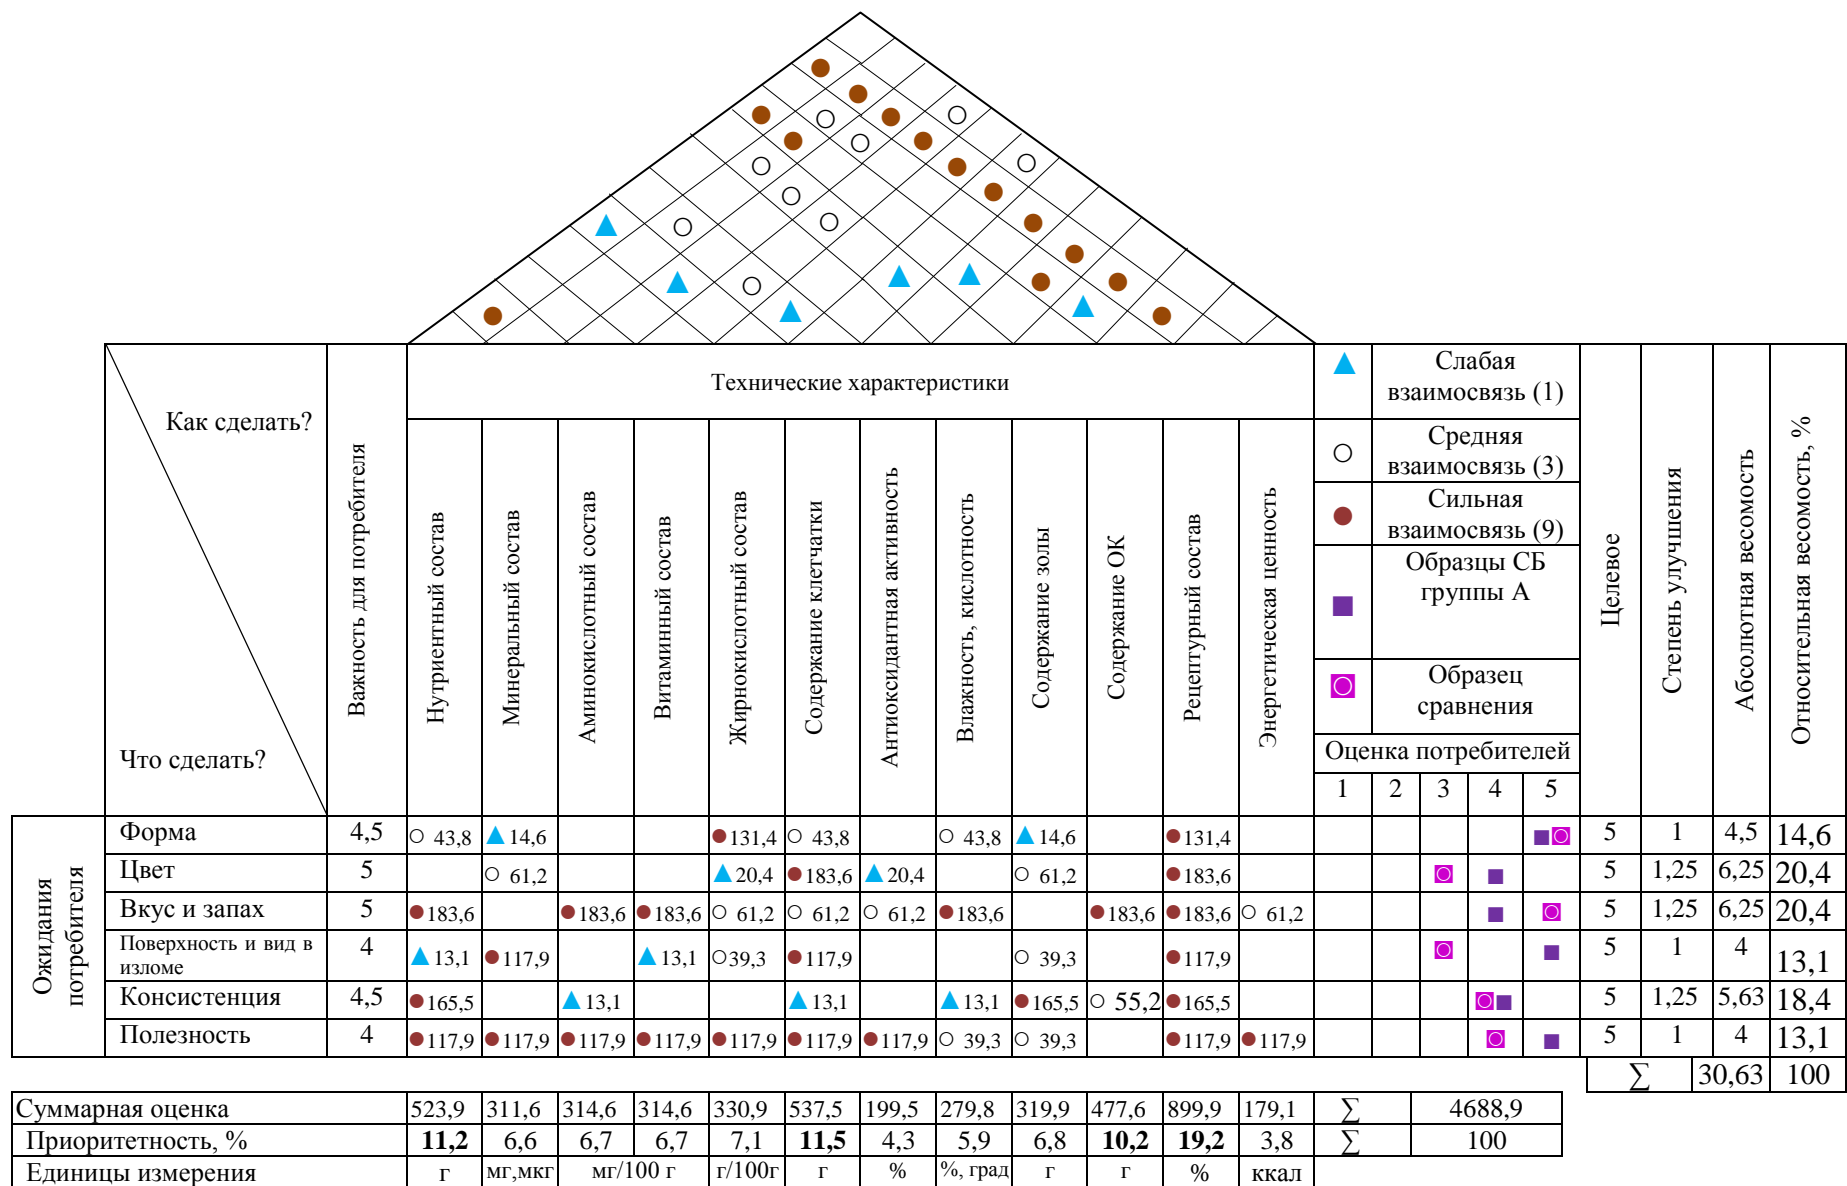 Как сделать?
Что сделать?
Важность для потребителя
Технические характеристики
Нутриентный состав
Минеральный состав
Аминокислотный состав
Витаминный состав
Жирнокислотный состав
Содержание клетчатки
Антиоксидантная активность
Влажность, кислотность
Содержание золы
Содержание ОК
Рецептурный состав
Энергетическая ценность
Слабая
взаимосвязь (1)
Средняя
взаимосвязь (3)
Сильная
взаимосвязь (9)
Образцы СБ
группы А
Образец
сравнения
Оценка потребителей
1 2 3 4 5
Целевое
Степень улучшения
Абсолютная весомость
Относительная весомость, %
Ожидания
потребителя
Форма 4,5 43,8 14,6 131,4 43,8 43,8 14,6 131,4 5 1 4,5 14,6
Цвет 5 61,2 20,4 183,6 20,4 61,2 183,6 5 1,25 6,25 20,4
Вкус и запах 5 183,6 183,6 183,6 61,2 61,2 61,2 183,6 183,6 183,6 61,2 5 1,25 6,25 20,4
Поверхность и вид в
изломе 4 13,1 117,9 13,1 39,3 117,9 39,3 117,9 5 1 4 13,1
Консистенция 4,5 165,5 13,1 13,1 13,1 165,5 55,2 165,5 5 1,25 5,63 18,4
Полезность 4 117,9 117,9 117,9 117,9 117,9 117,9 117,9 39,3 39,3 117,9 117,9 5 1 4 13,1
∑ 30,63 100
Суммарная оценка 523,9 311,6 314,6 314,6 330,9 537,5 199,5 279,8 319,9 477,6 899,9 179,1 ∑ 4688,9
Приоритетность, % 11,2 6,6 6,7 6,7 7,1 11,5 4,3 5,9 6,8 10,2 19,2 3,8 ∑ 100
Единицы измерения г мг,мкг мг/100 г г/100г г % %, град г г % ккал